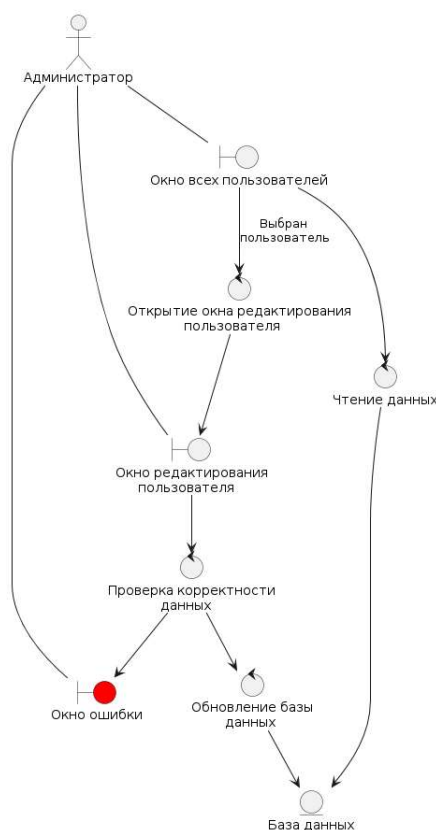 Администратор
Окно всех пользователей
Выбран
пользователь
Открытие окна редактирования
пользователя
Чтение данных
Окно редактирования
пользователя
Проверка корректности
данных
Обновление базы
данных
Окно ошибки
База данных